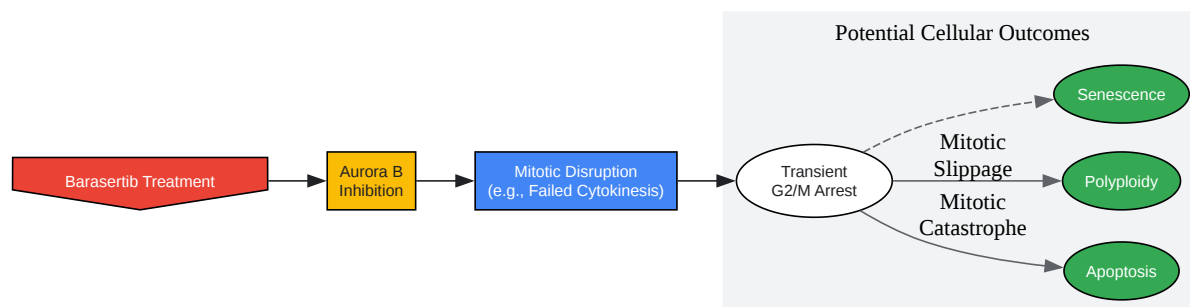 Potential Cellular Outcomes
Barasertib Treatment
Aurora B
Inhibition
Mitotic Disruption
(e.g., Failed Cytokinesis)
Transient
G2/M Arrest
Senescence
Mitotic
Slippage
Polyploidy
Mitotic
Catastrophe
Apoptosis